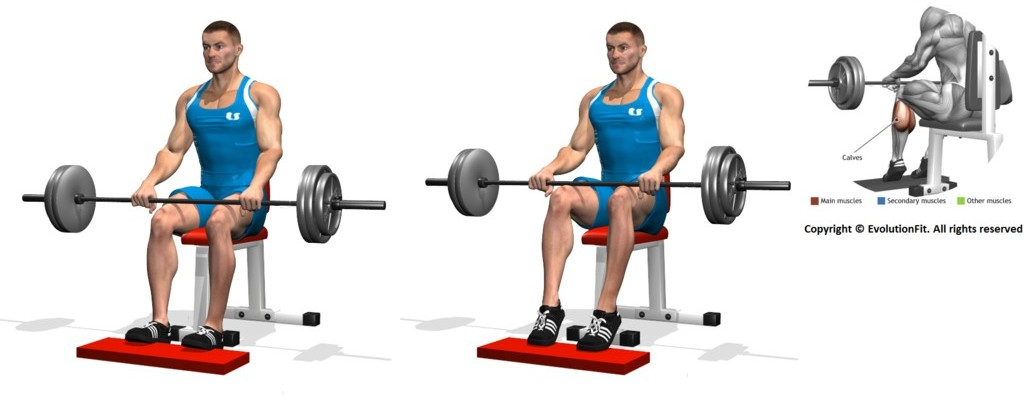 Calves
Main muscles
Secondary muscles
Other muscles
Copyright © EvolutionFit. All rights reserved